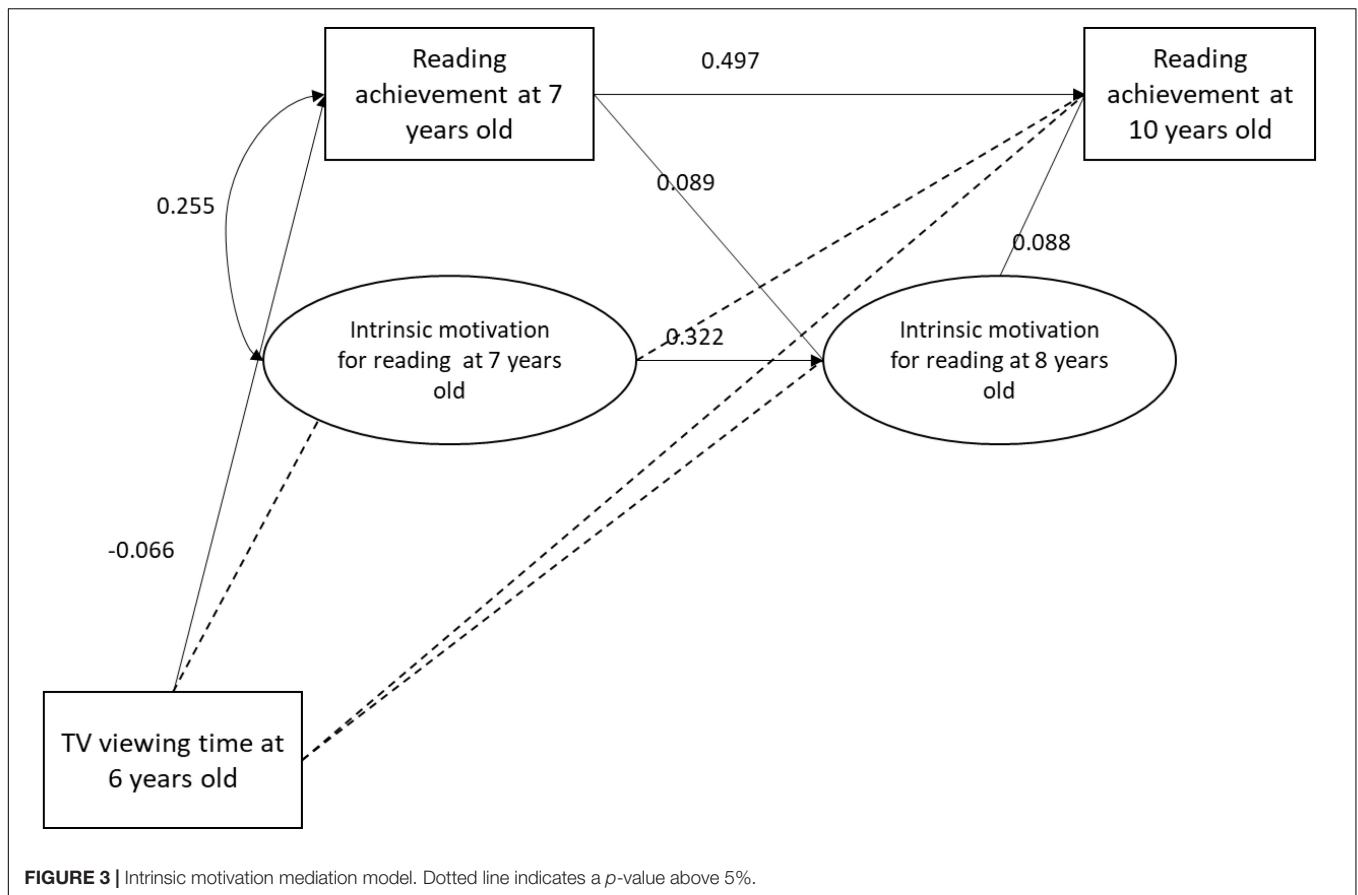 Reading
achievement at 7
years old
0.497
Reading
achievement at
10 years old
0.255
0.089
0.088
Intrinsic motivation
for reading at 7 years
old
0.322
Intrinsic motivation
for reading at 8 years
old
-0.066
TV viewing time at
6 years old
FIGURE 3 | Intrinsic motivation mediation model. Dotted line indicates a p-value above 5%.